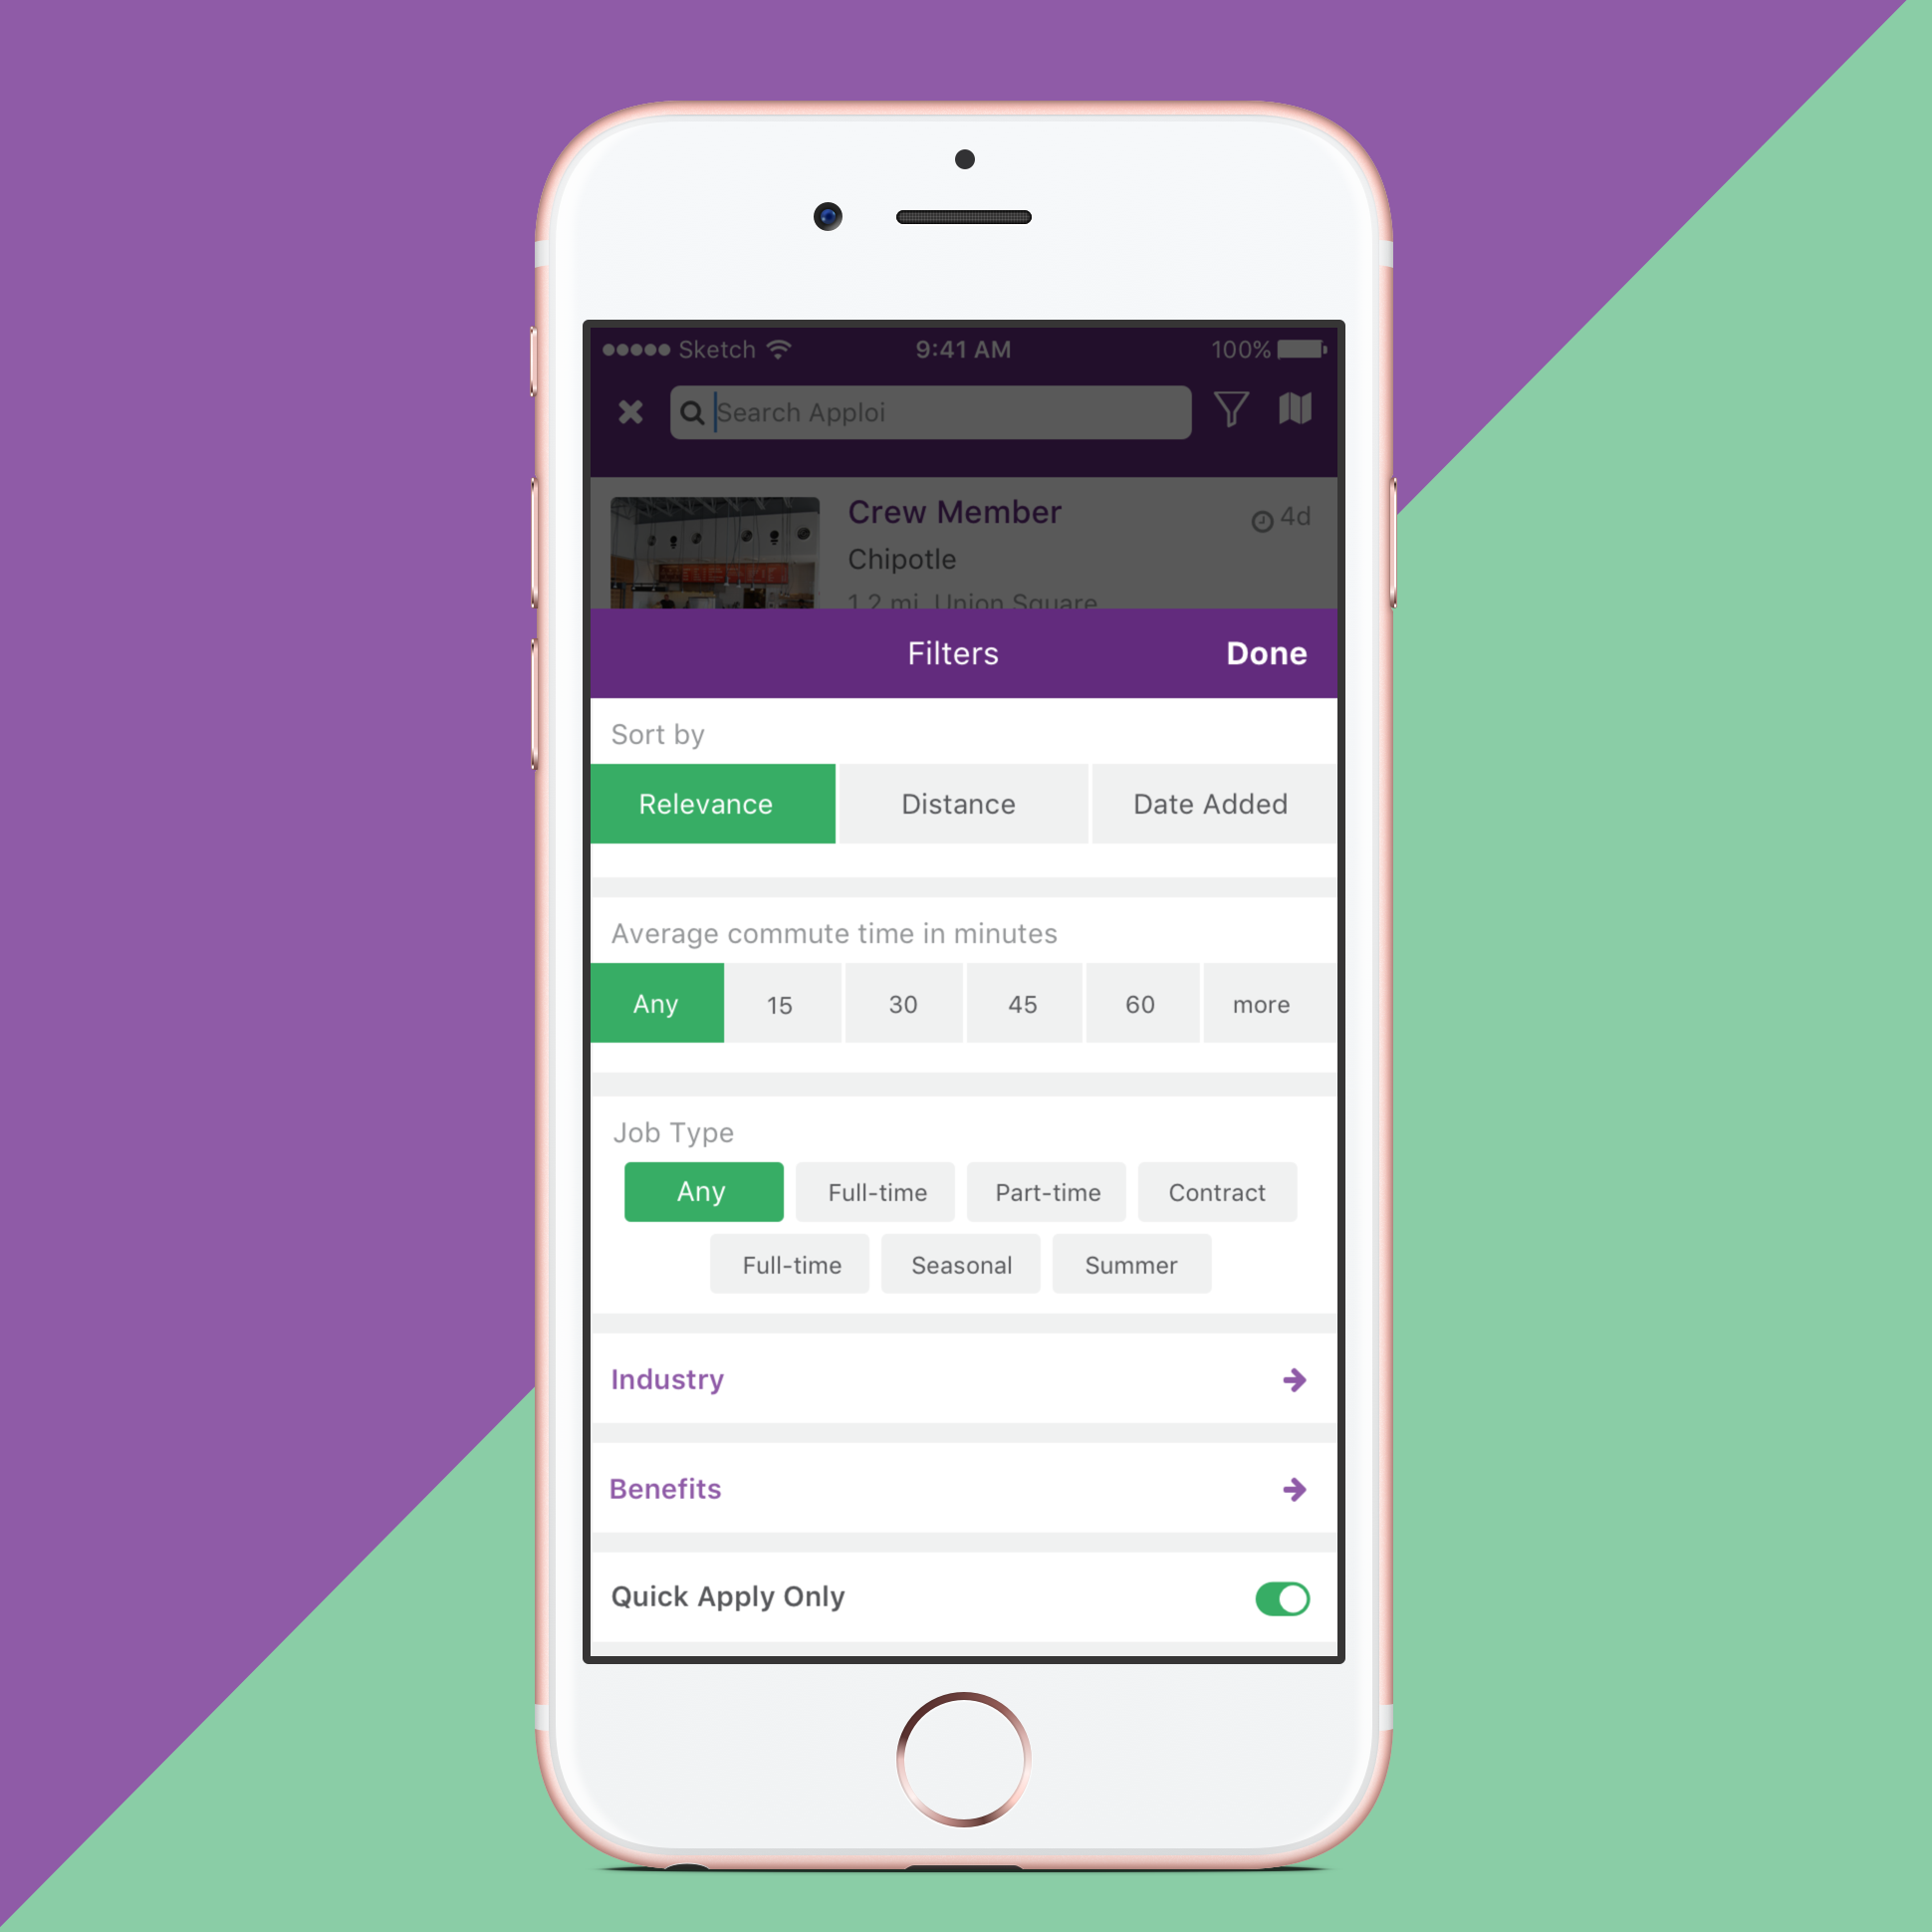 Sketch 9:41 AM 100%
Search Apploi
Crew Member 4d
Chipotle
1.2 mi, Union Square
Filters Done
Sort by
Relevance Distance Date Added
Average commute time in minutes
Any 15 30 45 60 more
Job Type
Any Full-time Part-time Contract
Full-time Seasonal Summer
Industry
Benefits
Quick Apply Only